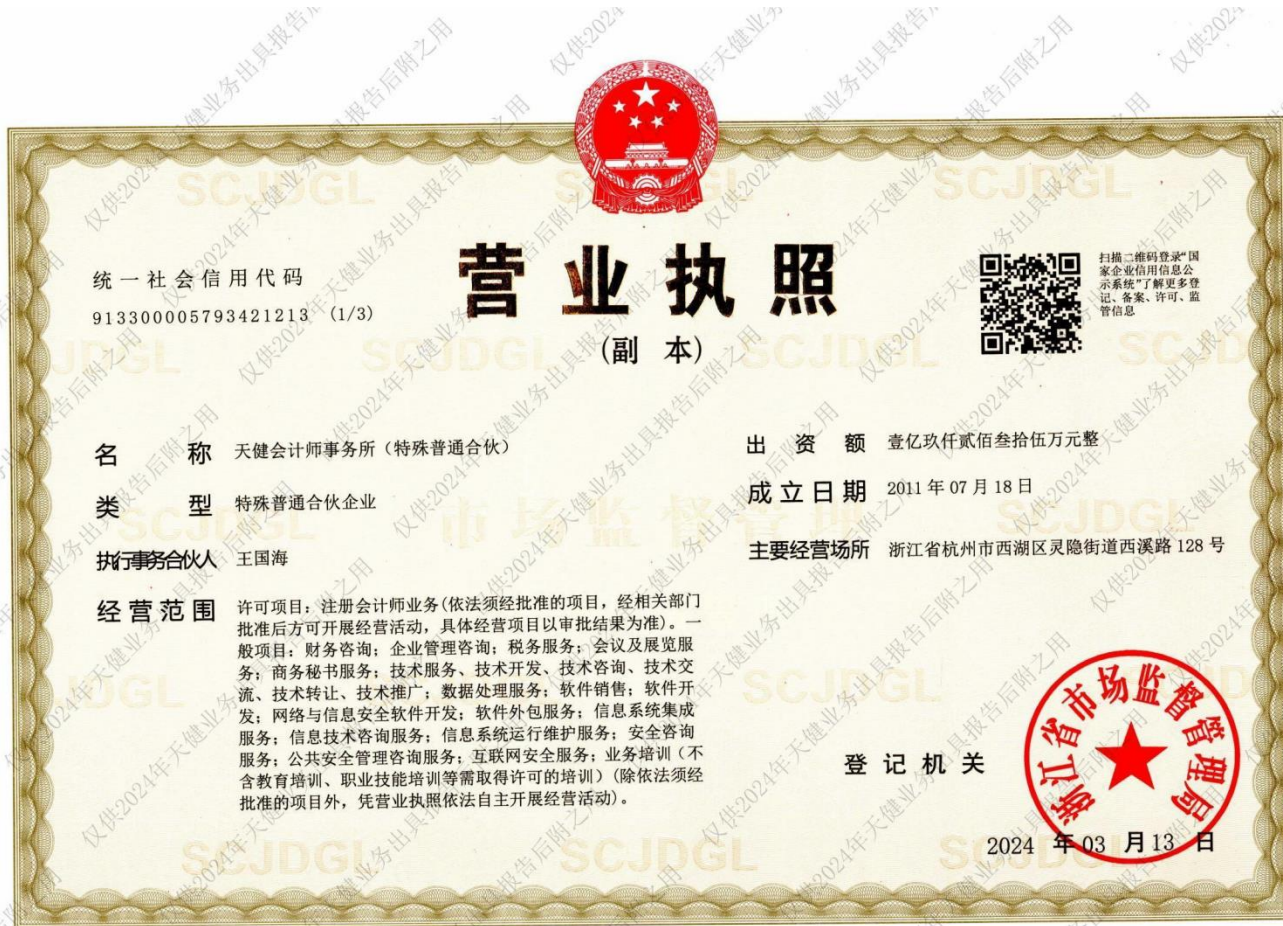 营业执照
(副 本)
统一社会信用代码
913300005793421213 (1/3)
扫描二维码登录“国
家企业信用信息公
示系统”了解更多登
记、备案、许可、监
管信息
名 称 天健会计师事务所（特殊普通合伙）
类 型 特殊普通合伙企业
执行事务合伙人 王国海
经营范围 许可项目：注册会计师业务(依法须经批准的项目，经相关部门
批准后方可开展经营活动，具体经营项目以审批结果为准)。一
般项目：财务咨询；企业管理咨询；税务服务；会议及展览服
务；商务秘书服务；技术服务、技术开发、技术咨询、技术交
流、技术转让、技术推广；数据处理服务；软件销售；软件开
发；网络与信息安全软件开发；软件外包服务；信息系统集成
服务；信息技术咨询服务；信息系统运行维护服务；安全咨询
服务；公共安全管理咨询服务；互联网安全服务；业务培训（不
含教育培训、职业技能培训等需取得许可的培训）(除依法须经
批准的项目外，凭营业执照依法自主开展经营活动)。
出 资 额 壹亿玖仟贰佰叁拾伍万元整
成立日期 2011 年 07 月 18 日
主要经营场所 浙江省杭州市西湖区灵隐街道西溪路 128 号
登记机关
浙江省市场监督管理局
2024 年 03 月 13 日
SCJDGL
市场监督管理
仅供2024年天健业务出具报告后附之用